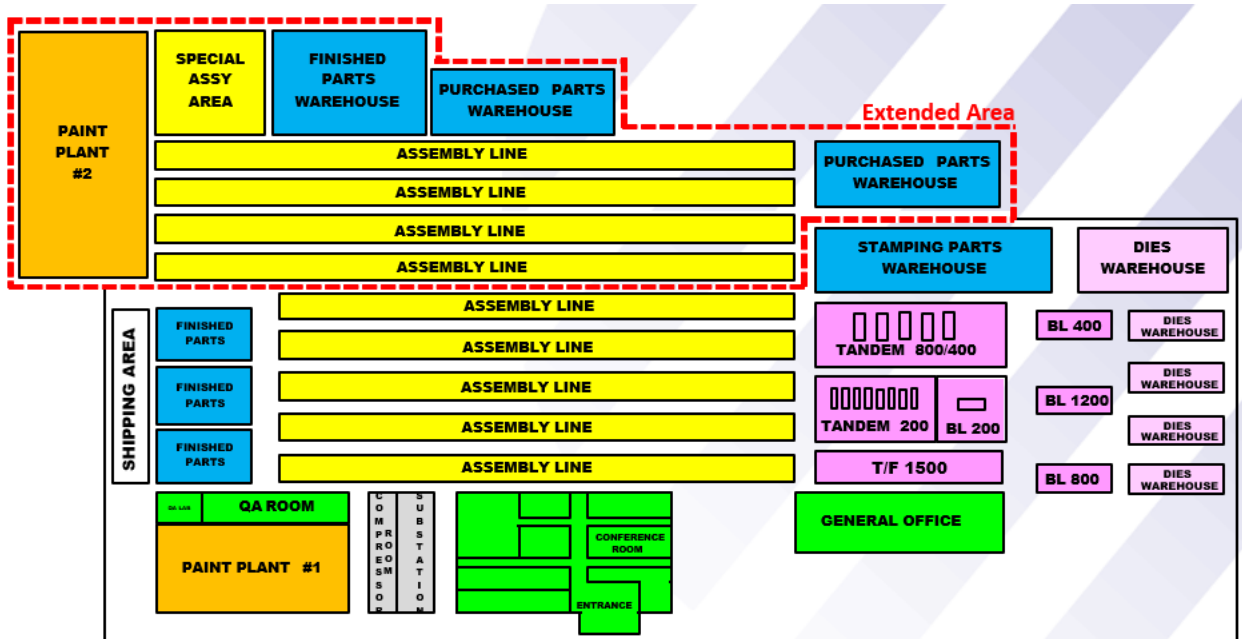 SPECIAL
ASSY
AREA
FINISHED
PARTS
WAREHOUSE
PURCHASED PARTS
WAREHOUSE
Extended Area
PAINT
PLANT
#2
ASSEMBLY LINE
PURCHASED PARTS
WAREHOUSE
ASSEMBLY LINE
ASSEMBLY LINE
STAMPING PARTS
WAREHOUSE
DIES
WAREHOUSE
ASSEMBLY LINE
ASSEMBLY LINE
SHIPPING AREA
FINISHED
PARTS
ASSEMBLY LINE
TANDEM 800/400
BL 400
DIES
WAREHOUSE
FINISHED
PARTS
ASSEMBLY LINE
DIES
WAREHOUSE
BL 1200
ASSEMBLY LINE
TANDEM 200
BL 200
DIES
WAREHOUSE
FINISHED
PARTS
ASSEMBLY LINE
T/F 1500
BL 800
DIES
WAREHOUSE
QA LAB
QA ROOM
COMPRESSOR
ROOM
SUBSTATION
CONFERENCE
ROOM
GENERAL OFFICE
PAINT PLANT #1
ENTRANCE